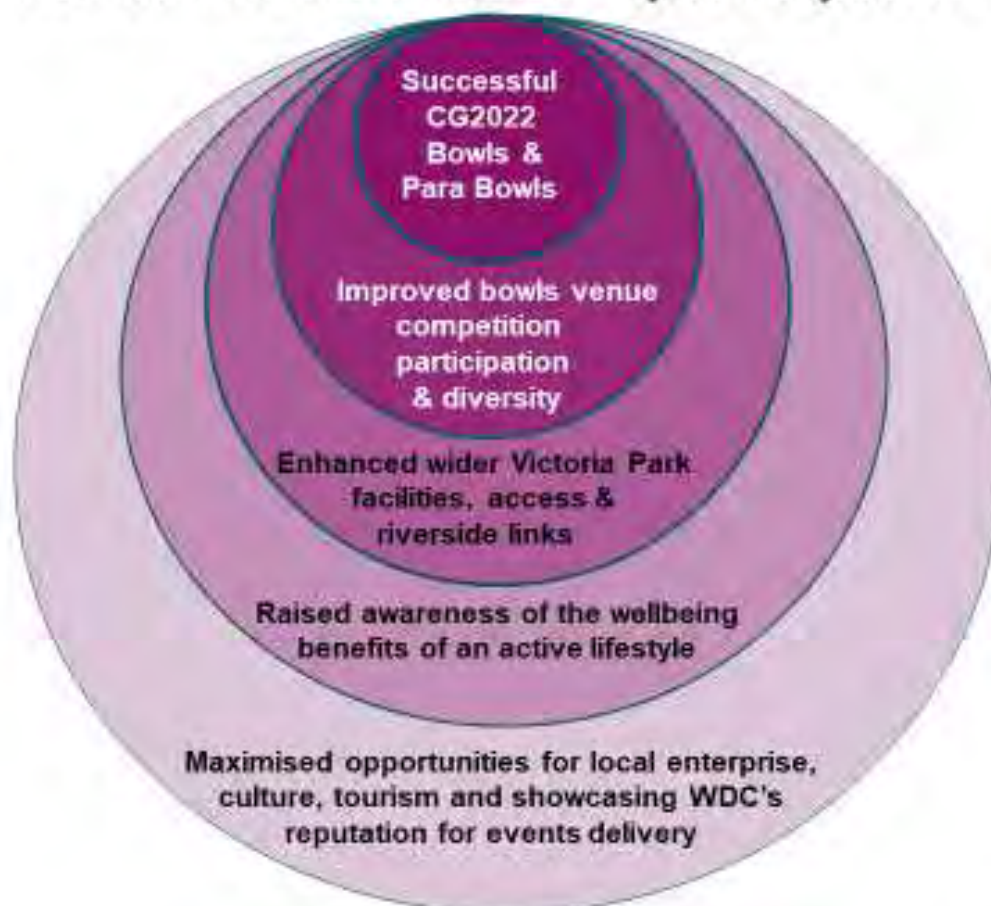 Successful
CG2022
Bowls &
Para Bowls
Improved bowls venue
competition
participation
& diversity
Enhanced wider Victoria Park
facilities, access &
riverside links
Raised awareness of the wellbeing
benefits of an active lifestyle
Maximised opportunities for local enterprise,
culture, tourism and showcasing WDC's
reputation for events delivery